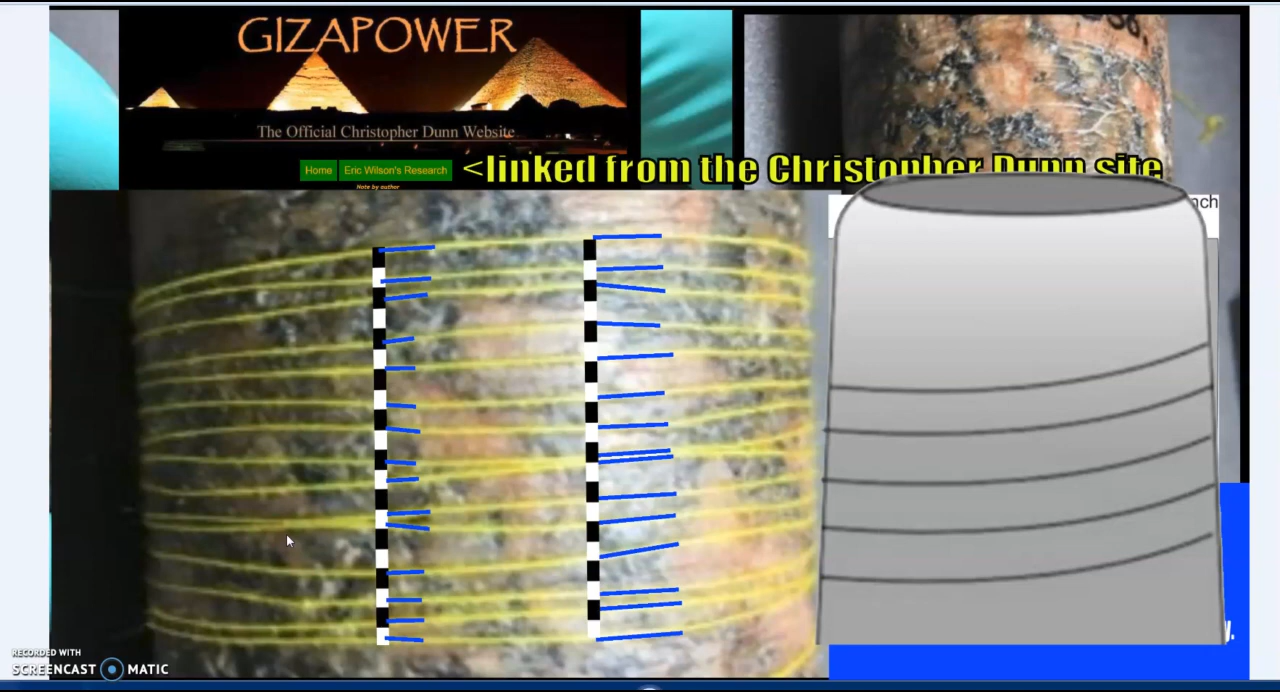 GIZAPOWER
The Official Christopher Dunn Website
Home
Eric Wilson's Research
Note by author
<linked from the Christopher Dunn site
RECORDED WITH
SCREENCAST MATIC